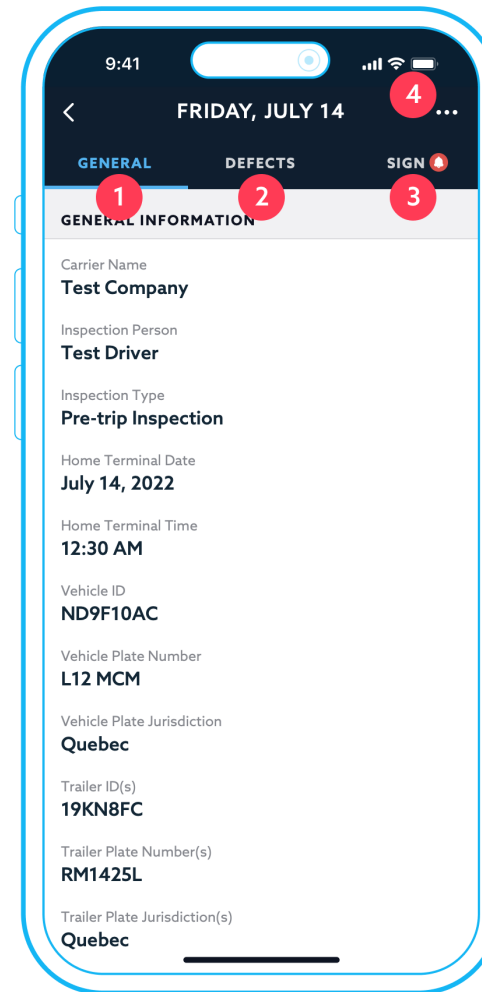 9:41
4
FRIDAY, JULY 14
GENERAL DEFECTS SIGN
1 2 3
GENERAL INFORMATION
Carrier Name
Test Company
Inspection Person
Test Driver
Inspection Type
Pre-trip Inspection
Home Terminal Date
July 14, 2022
Home Terminal Time
12:30 AM
Vehicle ID
ND9F10AC
Vehicle Plate Number
L12 MCM
Vehicle Plate Jurisdiction
Quebec
Trailer ID(s)
19KN8FC
Trailer Plate Number(s)
RM1425L
Trailer Plate Jurisdiction(s)
Quebec